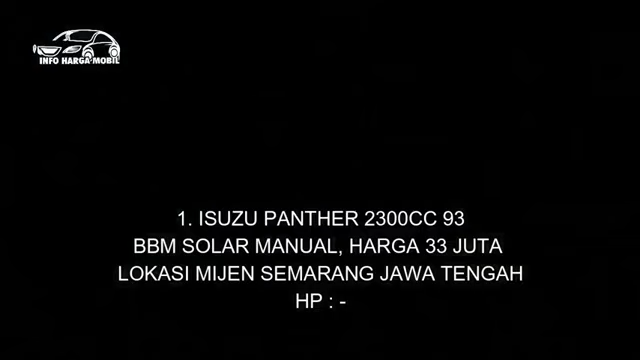 INFO HARGA MOBIL
1. ISUZU PANTHER 2300CC 93
BBM SOLAR MANUAL, HARGA 33 JUTA
LOKASI MIJEN SEMARANG JAWA TENGAH
HP : -